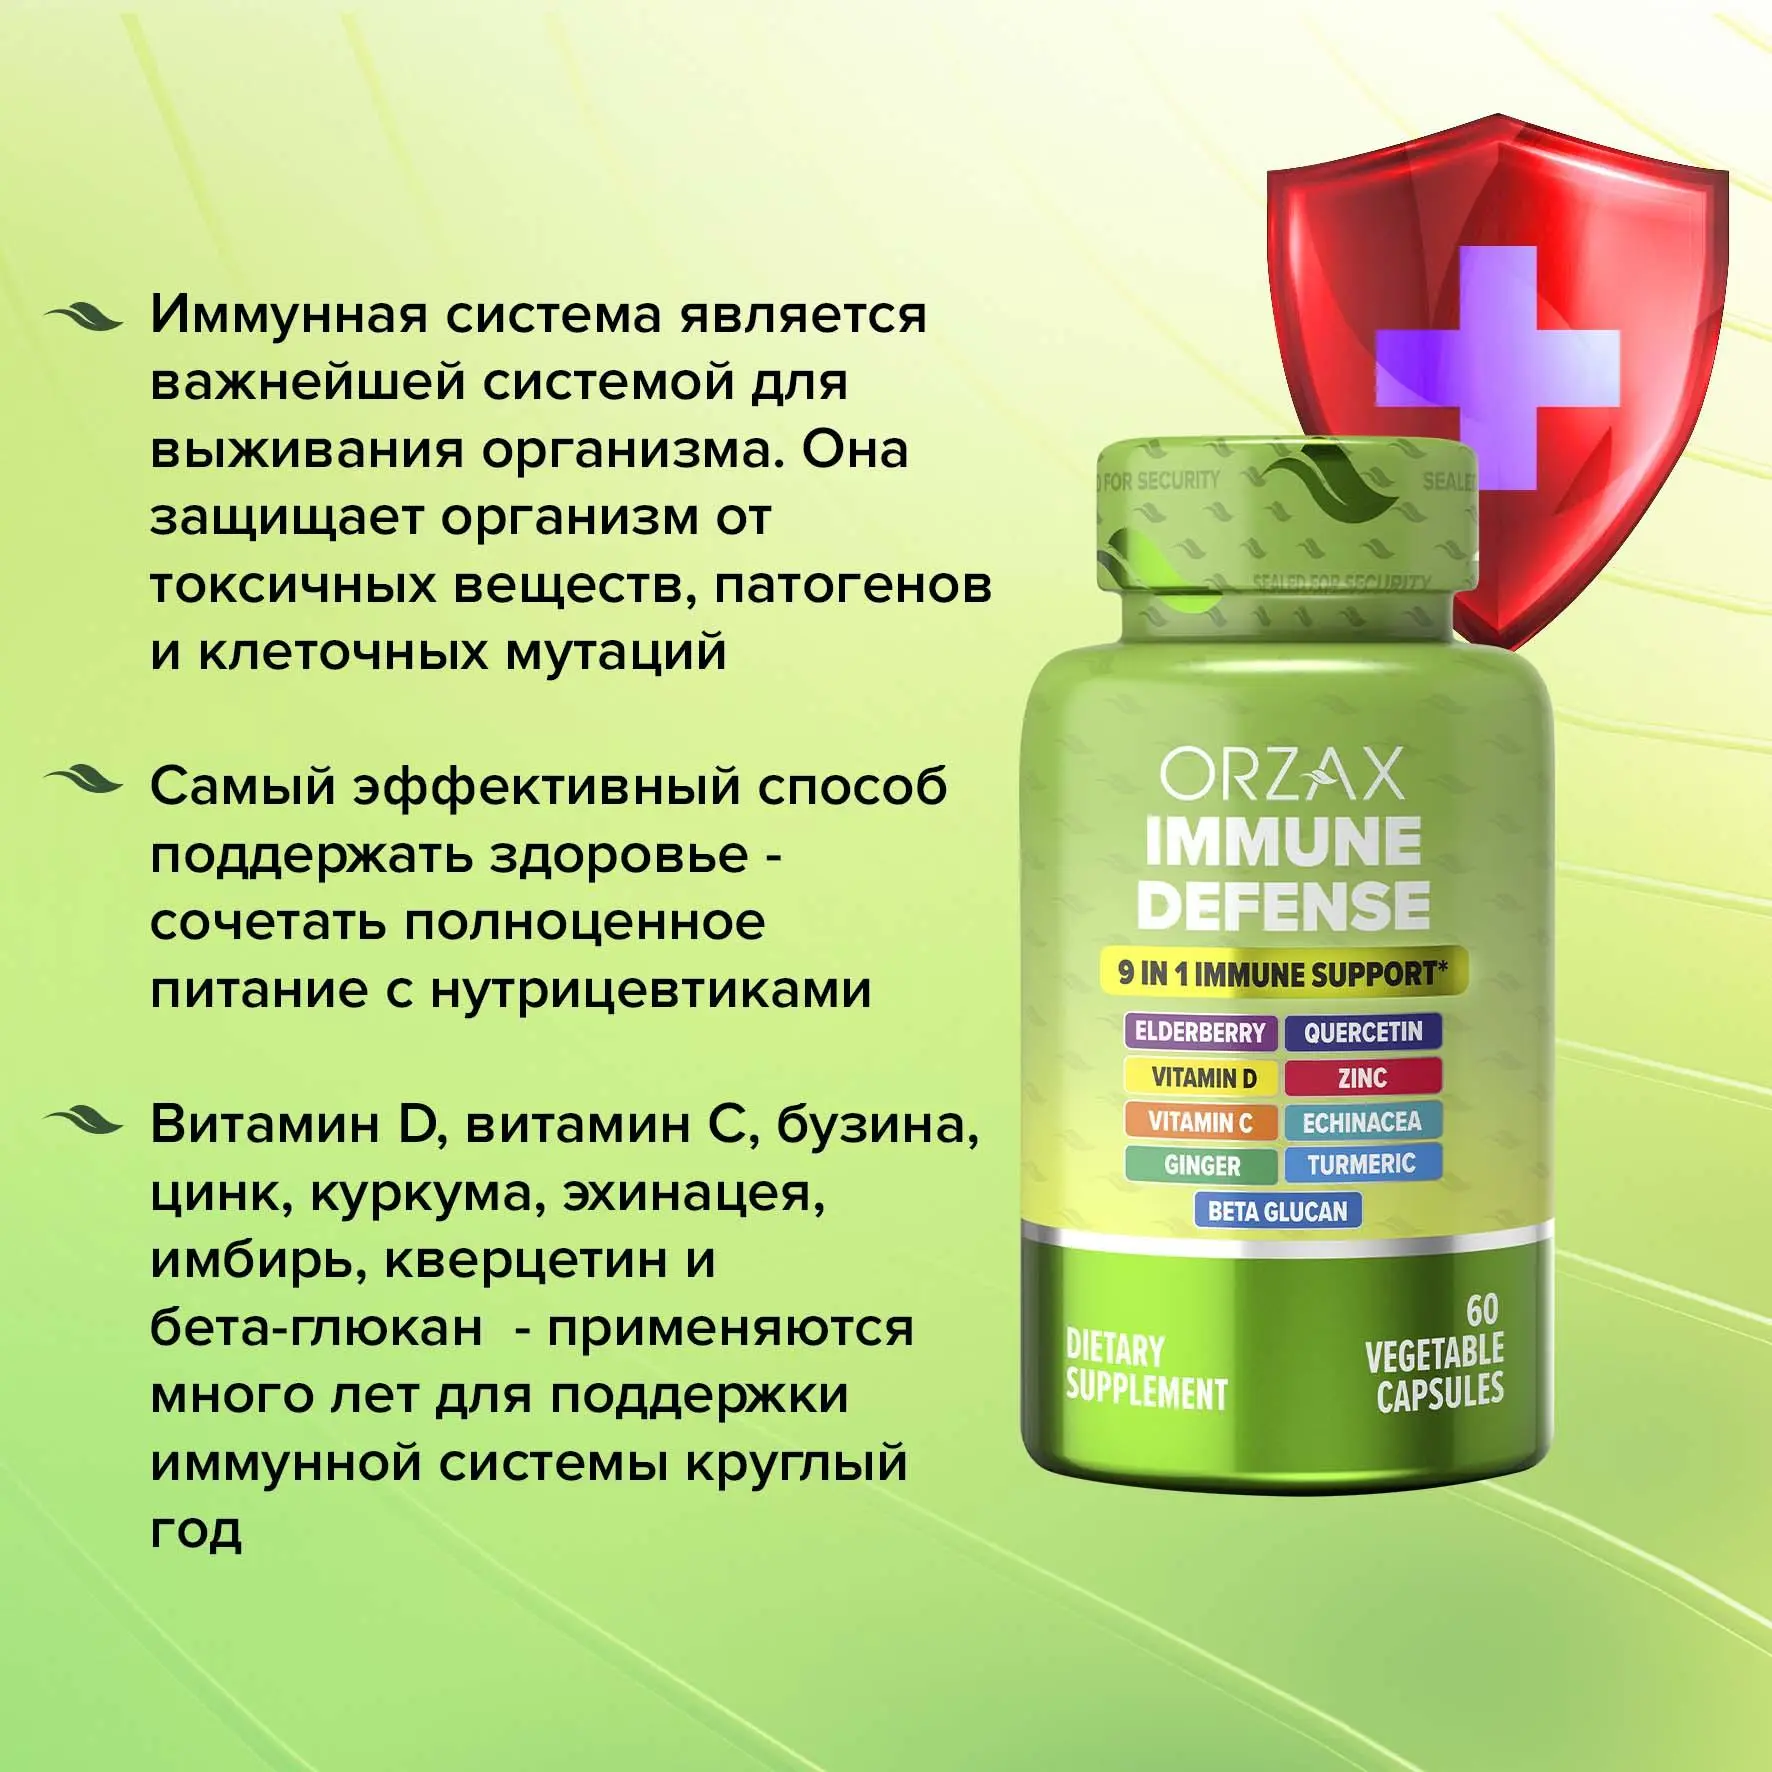 Иммунная система является
важнейшей системой для
выживания организма. Она
защищает организм от
токсичных веществ, патогенов
и клеточных мутаций
Самый эффективный способ
поддержать здоровье -
сочетать полноценное
питание с нутрицевтиками
Витамин D, витамин C, бузина,
цинк, куркума, эхинацея,
имбирь, кверцетин и
бета-глюкан - применяются
много лет для поддержки
иммунной системы круглый
год
FOR SECURITY
SEALED FOR SECURITY
ORZAX
IMMUNE
DEFENSE
9 IN 1 IMMUNE SUPPORT*
ELDERBERRY QUERCETIN
VITAMIN D ZINC
VITAMIN C ECHINACEA
GINGER TURMERIC
BETA GLUCAN
DIETARY
SUPPLEMENT
60
VEGETABLE
CAPSULES